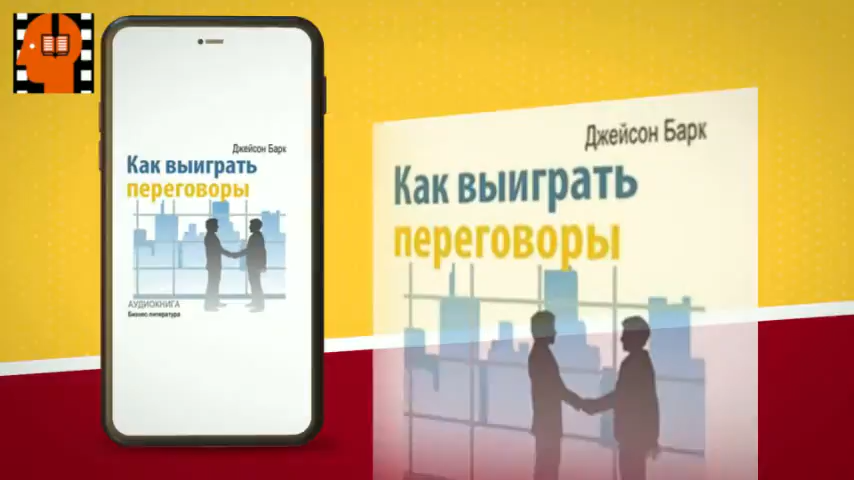 Джейсон Барк
Как выиграть
переговоры
АУДИОКНИГА
Бизнес литература
Джейсон Барк
Как выиграть
переговоры